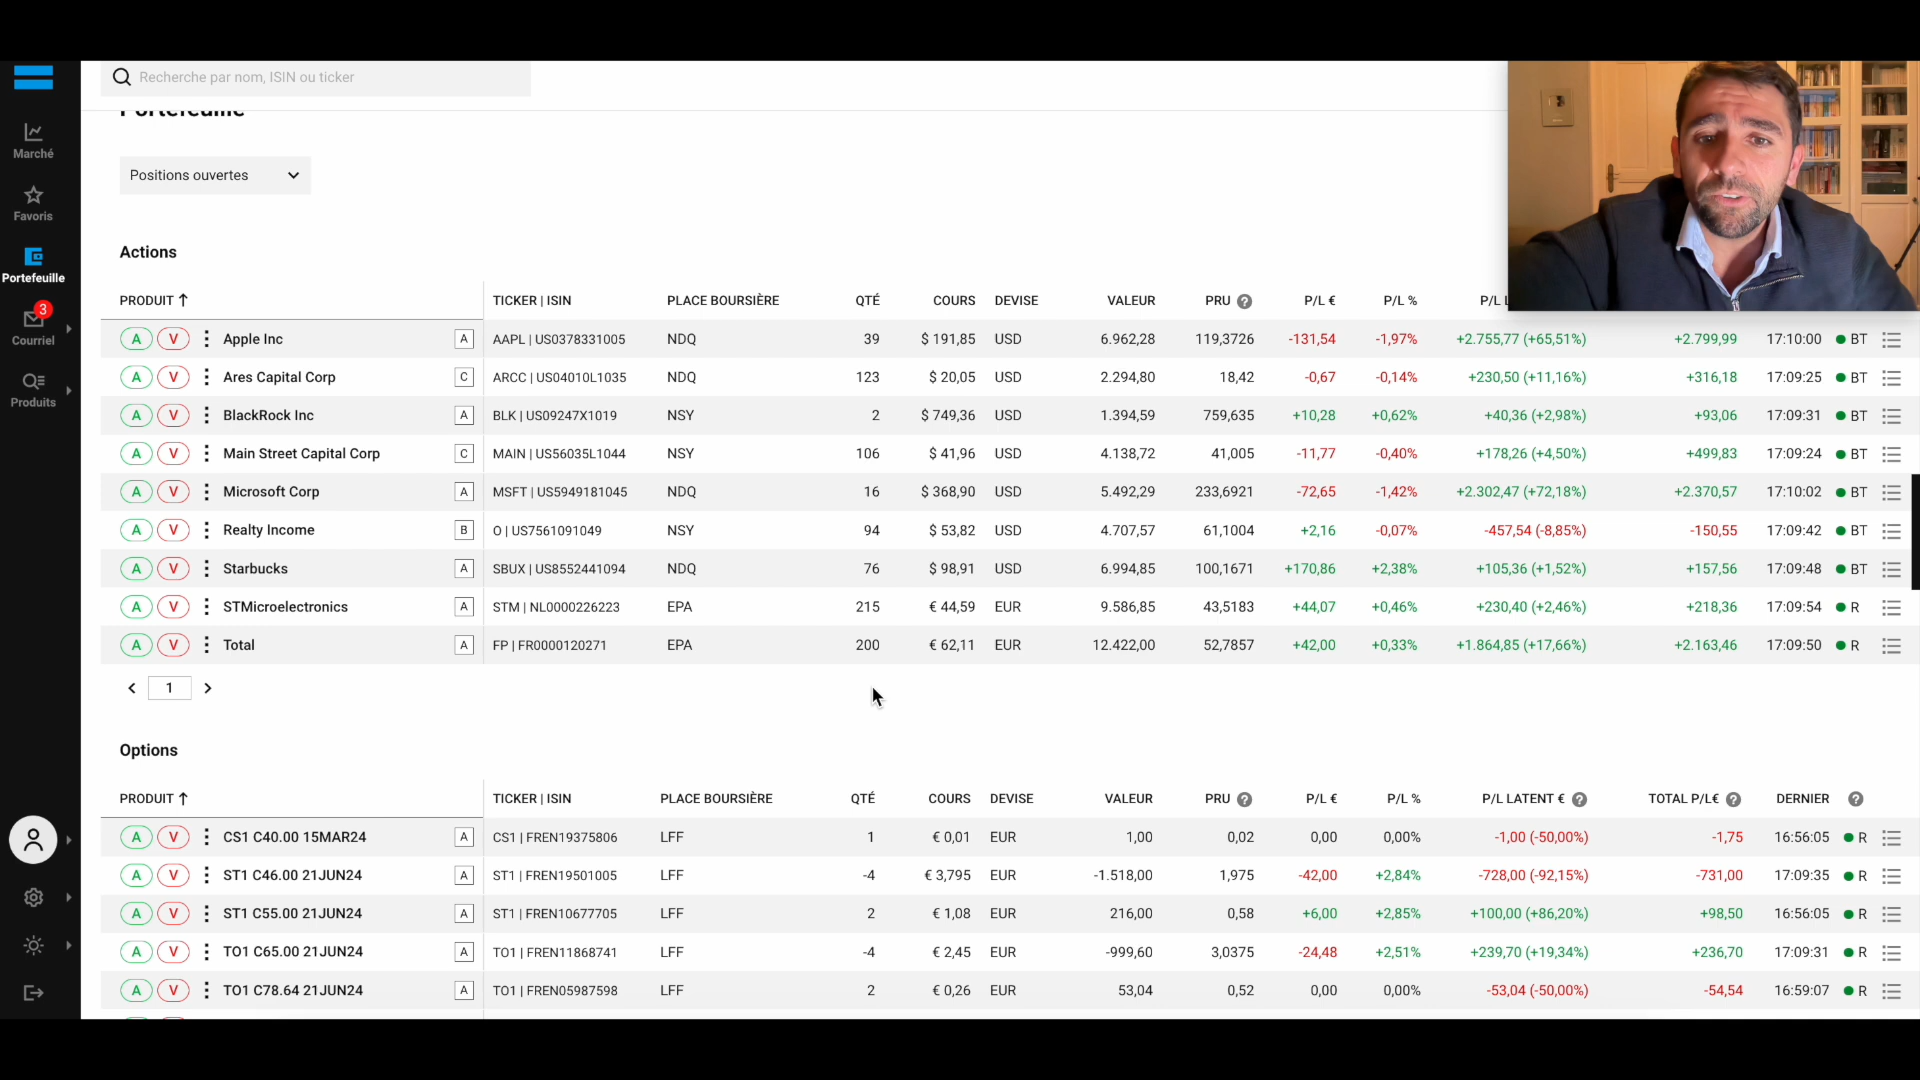 Recherche par nom, ISIN ou ticker
Portefeuille
Marché
Favoris
Portefeuille
3
Courriel
Produits
Positions ouvertes
Actions
PRODUIT ↑ TICKER | ISIN PLACE BOURSIÈRE QTÉ COURS DEVISE VALEUR PRU ? P/L € P/L % P/L L
A V Apple Inc A AAPL | US0378331005 NDQ 39 $ 191,85 USD 6.962,28 119,3726 -131,54 -1,97% +2.755,77 (+65,51%) +2.799,99 17:10:00 BT
A V Ares Capital Corp C ARCC | US04010L1035 NDQ 123 $ 20,05 USD 2.294,80 18,42 -0,67 -0,14% +230,50 (+11,16%) +316,18 17:09:25 BT
A V BlackRock Inc A BLK | US09247X1019 NSY 2 $ 749,36 USD 1.394,59 759,635 +10,28 +0,62% +40,36 (+2,98%) +93,06 17:09:31 BT
A V Main Street Capital Corp C MAIN | US56035L1044 NSY 106 $ 41,96 USD 4.138,72 41,005 -11,77 -0,40% +178,26 (+4,50%) +499,83 17:09:24 BT
A V Microsoft Corp A MSFT | US5949181045 NDQ 16 $ 368,90 USD 5.492,29 233,6921 -72,65 -1,42% +2.302,47 (+72,18%) +2.370,57 17:10:02 BT
A V Realty Income B O | US7561091049 NSY 94 $ 53,82 USD 4.707,57 61,1004 +2,16 -0,07% -457,54 (-8,85%) -150,55 17:09:42 BT
A V Starbucks A SBUX | US8552441094 NDQ 76 $ 98,91 USD 6.994,85 100,1671 +170,86 +2,38% +105,36 (+1,52%) +157,56 17:09:48 BT
A V STMicroelectronics A STM | NL0000226223 EPA 215 € 44,59 EUR 9.586,85 43,5183 +44,07 +0,46% +230,40 (+2,46%) +218,36 17:09:54 R
A V Total A FP | FR0000120271 EPA 200 € 62,11 EUR 12.422,00 52,7857 +42,00 +0,33% +1.864,85 (+17,66%) +2.163,46 17:09:50 R
1
Options
PRODUIT ↑ TICKER | ISIN PLACE BOURSIÈRE QTÉ COURS DEVISE VALEUR PRU ? P/L € P/L % P/L LATENT € ? TOTAL P/L€ ? DERNIER ?
A V CS1 C40.00 15MAR24 A CS1 | FREN19375806 LFF 1 € 0,01 EUR 1,00 0,02 0,00 0,00% -1,00 (-50,00%) -1,75 16:56:05 R
A V ST1 C46.00 21JUN24 A ST1 | FREN19501005 LFF -4 € 3,795 EUR -1.518,00 1,975 -42,00 +2,84% -728,00 (-92,15%) -731,00 17:09:35 R
A V ST1 C55.00 21JUN24 A ST1 | FREN10677705 LFF 2 € 1,08 EUR 216,00 0,58 +6,00 +2,85% +100,00 (+86,20%) +98,50 16:56:05 R
A V TO1 C65.00 21JUN24 A TO1 | FREN11868741 LFF -4 € 2,45 EUR -999,60 3,0375 -24,48 +2,51% +239,70 (+19,34%) +236,70 17:09:31 R
A V TO1 C78.64 21JUN24 A TO1 | FREN05987598 LFF 2 € 0,26 EUR 53,04 0,52 0,00 0,00% -53,04 (-50,00%) -54,54 16:59:07 R